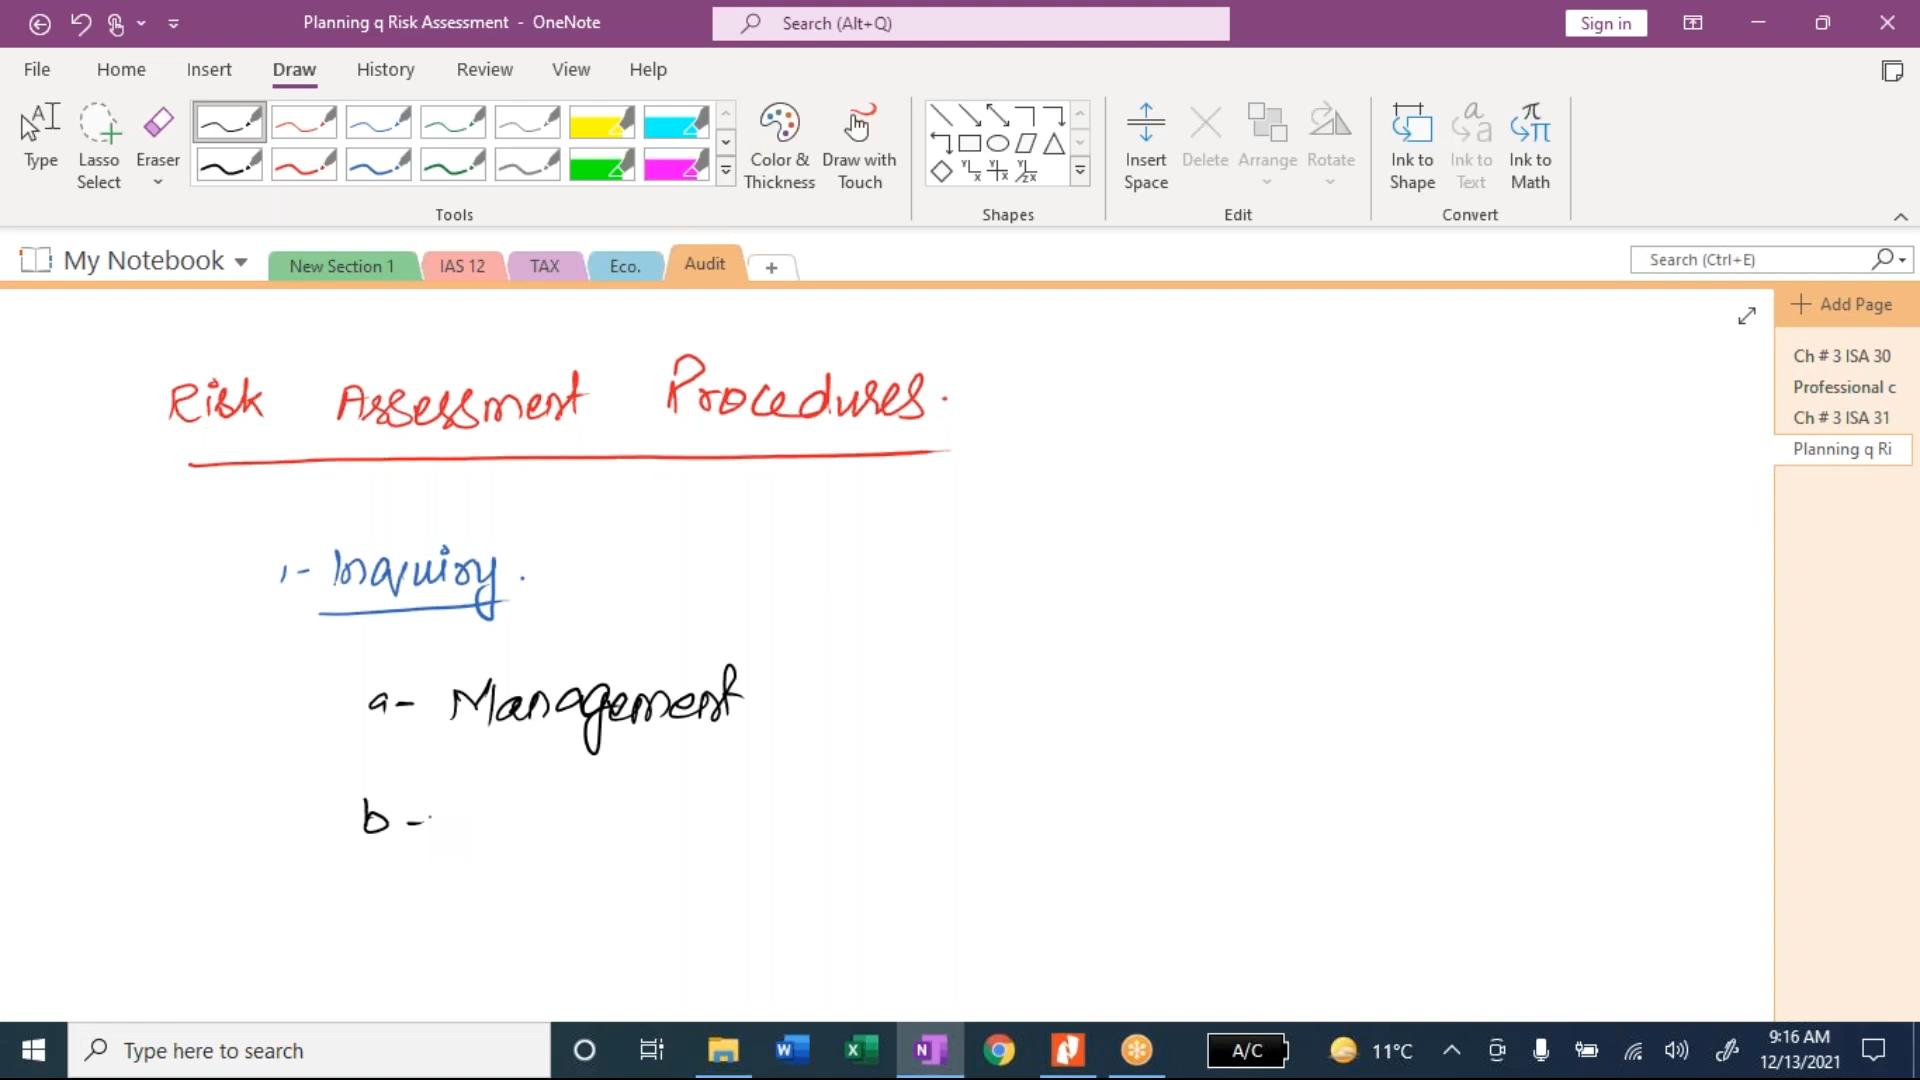 Planning q Risk Assessment - OneNote
Search (Alt+Q)
Sign in
File Home Insert Draw History Review View Help
Type
Lasso Select
Eraser
Color & Thickness
Draw with Touch
Insert Space
Delete
Arrange
Rotate
Ink to Shape
Ink to Text
Ink to Math
Tools Shapes Edit Convert
My Notebook
New Section 1 IAS 12 TAX Eco. Audit
Search (Ctrl+E)
Add Page
Ch # 3 ISA 30
Professional c
Ch # 3 ISA 31
Planning q Ri
Risk Assessment Procedures.
1- Inquiry.
a- Management
b -
Type here to search
A/C
11°C
9:16 AM
12/13/2021